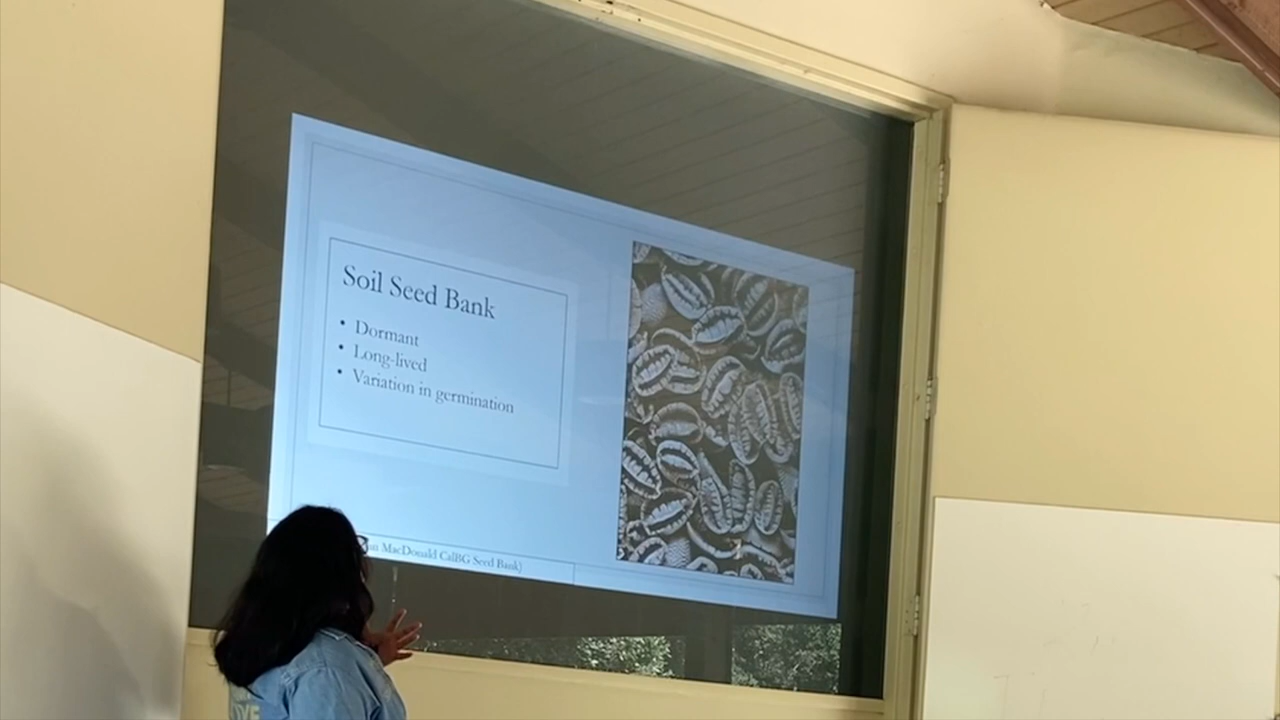 Soil Seed Bank
• Dormant
• Long-lived
• Variation in germination
MacDonald CalBG Seed Bank)